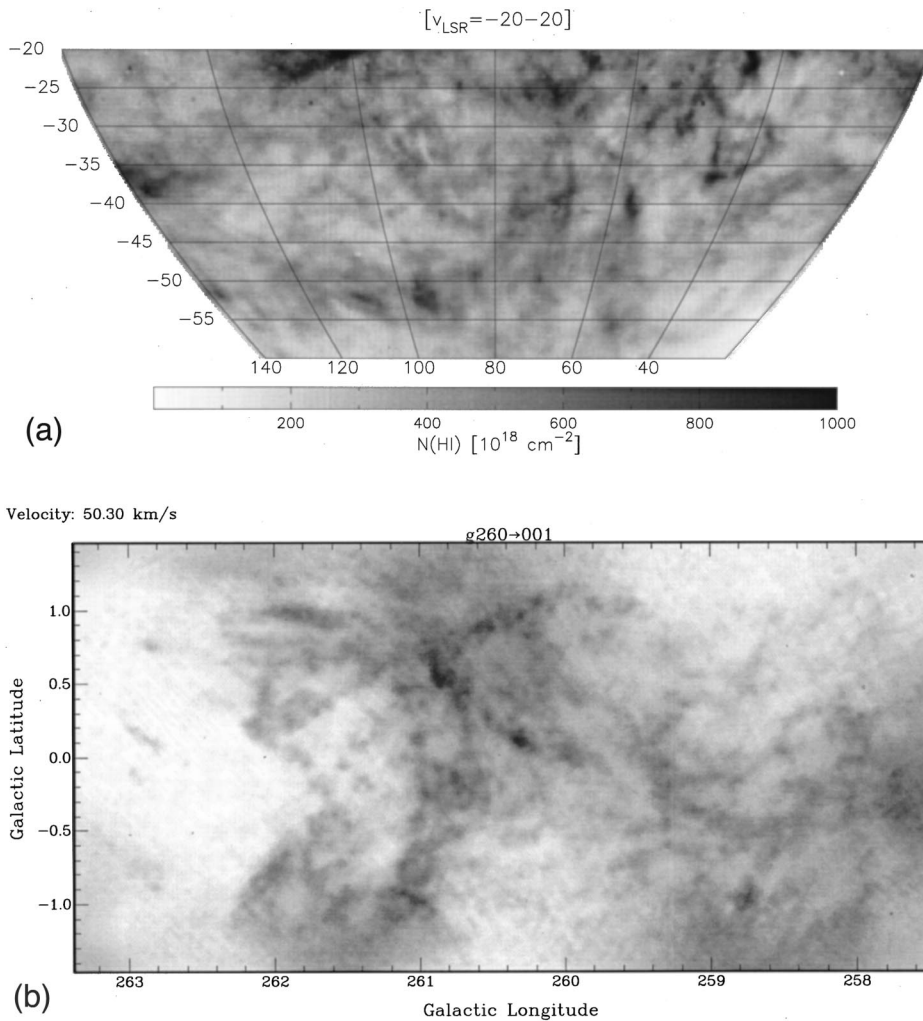 [v_LSR=-20-20]
-20
-25
-30
-35
-40
-45
-50
-55
140 120 100 80 60 40
200 400 600 800 1000
(a)
N(HI) [10^18 cm^-2]
Velocity: 50.30 km/s
g260→001
1.0
0.5
0.0
-0.5
-1.0
Galactic Latitude
263 262 261 260 259 258
(b)
Galactic Longitude